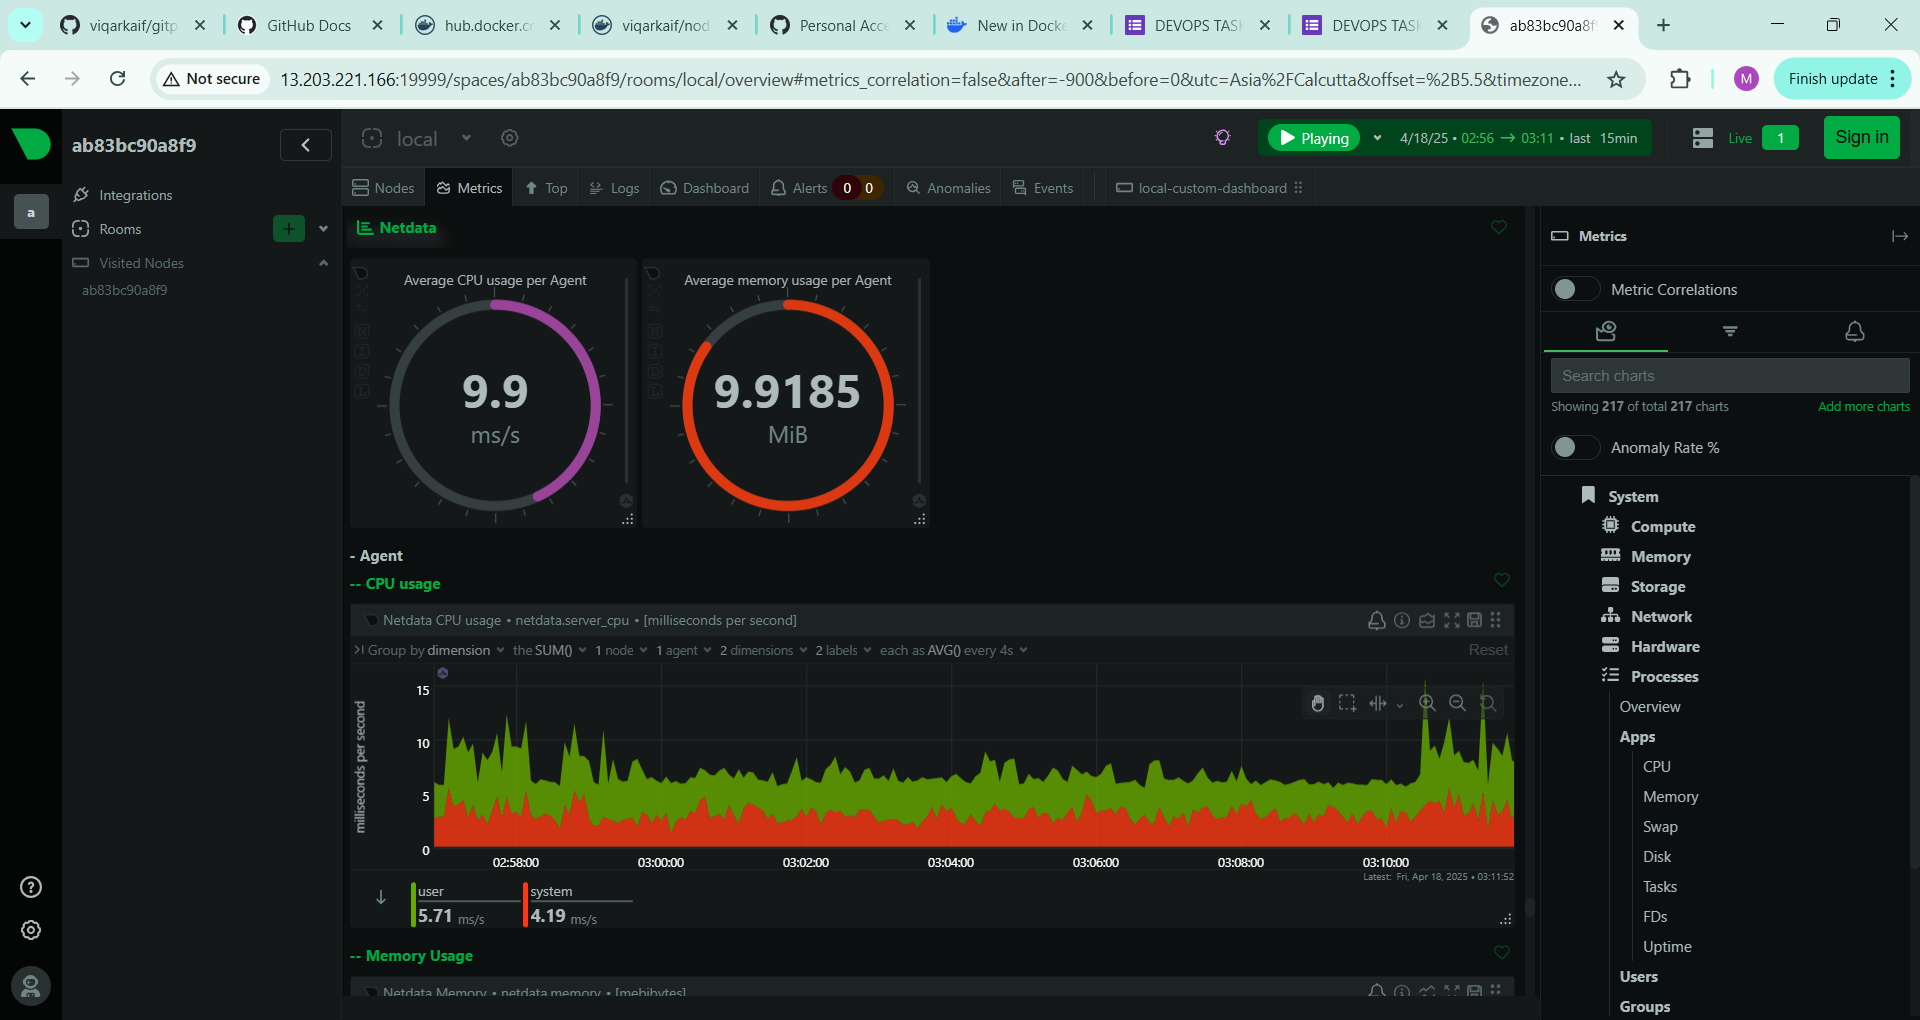 viqarkaif/gitp
GitHub Docs
hub.docker.c
viqarkaif/nod
Personal Acce
New in Docke
DEVOPS TAS
DEVOPS TAS
ab83bc90a8f9
Not secure
13.203.221.166:19999/spaces/ab83bc90a8f9/rooms/local/overview#metrics_correlation=false&after=-900&before=0&utc=Asia%2FCalcutta&offset=%2B5.5&timezone...
M
Finish update
ab83bc90a8f9
local
Playing
4/18/25 • 02:56 → 03:11 • last 15min
Live
1
Sign in
a
Integrations
Rooms
+
Visited Nodes
ab83bc90a8f9
Nodes
Metrics
Top
Logs
Dashboard
Alerts
0
0
Anomalies
Events
local-custom-dashboard
Netdata
Average CPU usage per Agent
9.9
ms/s
Average memory usage per Agent
9.9185
MiB
N
I
D
L
N
I
D
L
- Agent
-- CPU usage
Netdata CPU usage • netdata.server_cpu • [milliseconds per second]
Group by dimension the SUM() 1 node 1 agent 2 dimensions 2 labels each as AVG() every 4s
Reset
milliseconds per second
15
10
5
0
02:58:00
03:00:00
03:02:00
03:04:00
03:06:00
03:08:00
03:10:00
Latest: Fri, Apr 18, 2025 • 03:11:52
user
5.71 ms/s
system
4.19 ms/s
-- Memory Usage
Netdata Memory • netdata.memory • [mebibytes]
Metrics
Metric Correlations
Search charts
Showing 217 of total 217 charts
Add more charts
Anomaly Rate %
System
Compute
Memory
Storage
Network
Hardware
Processes
Overview
Apps
CPU
Memory
Swap
Disk
Tasks
FDs
Uptime
Users
Groups